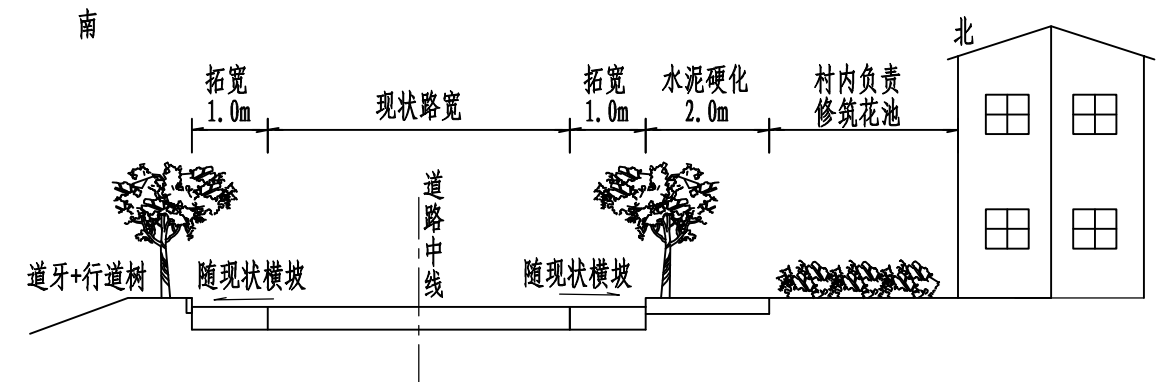 南
北
拓宽
1.0m
现状路宽
拓宽
1.0m
水泥硬化
2.0m
村内负责
修筑花池
道路中线
道牙+行道树
随现状横坡
随现状横坡